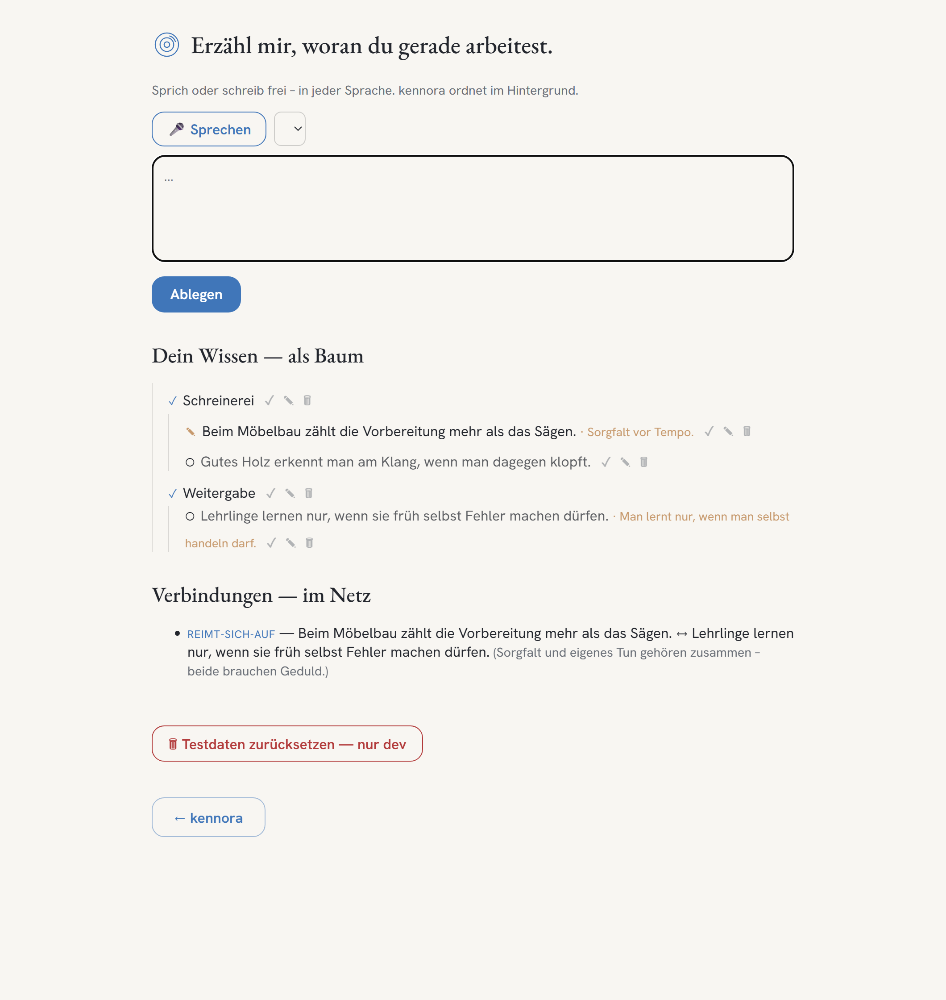 Erzähl mir, woran du gerade arbeitest.
Sprich oder schreib frei – in jeder Sprache. kennora ordnet im Hintergrund.
Sprechen
...
Ablegen
Dein Wissen — als Baum
✓ Schreinerei
Beim Möbelbau zählt die Vorbereitung mehr als das Sägen. · Sorgfalt vor Tempo.
Gutes Holz erkennt man am Klang, wenn man dagegen klopft.
✓ Weitergabe
Lehrlinge lernen nur, wenn sie früh selbst Fehler machen dürfen. · Man lernt nur, wenn man selbst
handeln darf.
Verbindungen — im Netz
• REIMT-SICH-AUF — Beim Möbelbau zählt die Vorbereitung mehr als das Sägen. ↔ Lehrlinge lernen
nur, wenn sie früh selbst Fehler machen dürfen. (Sorgfalt und eigenes Tun gehören zusammen –
beide brauchen Geduld.)
Testdaten zurücksetzen — nur dev
← kennora